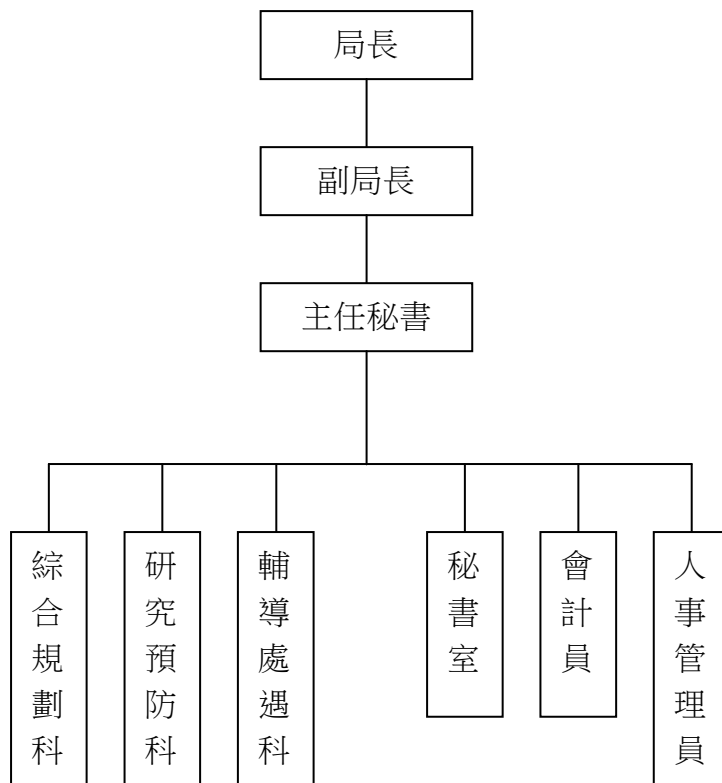 局長
副局長
主任秘書
綜合規劃科
研究預防科
輔導處遇科
秘書室
會計員
人事管理員